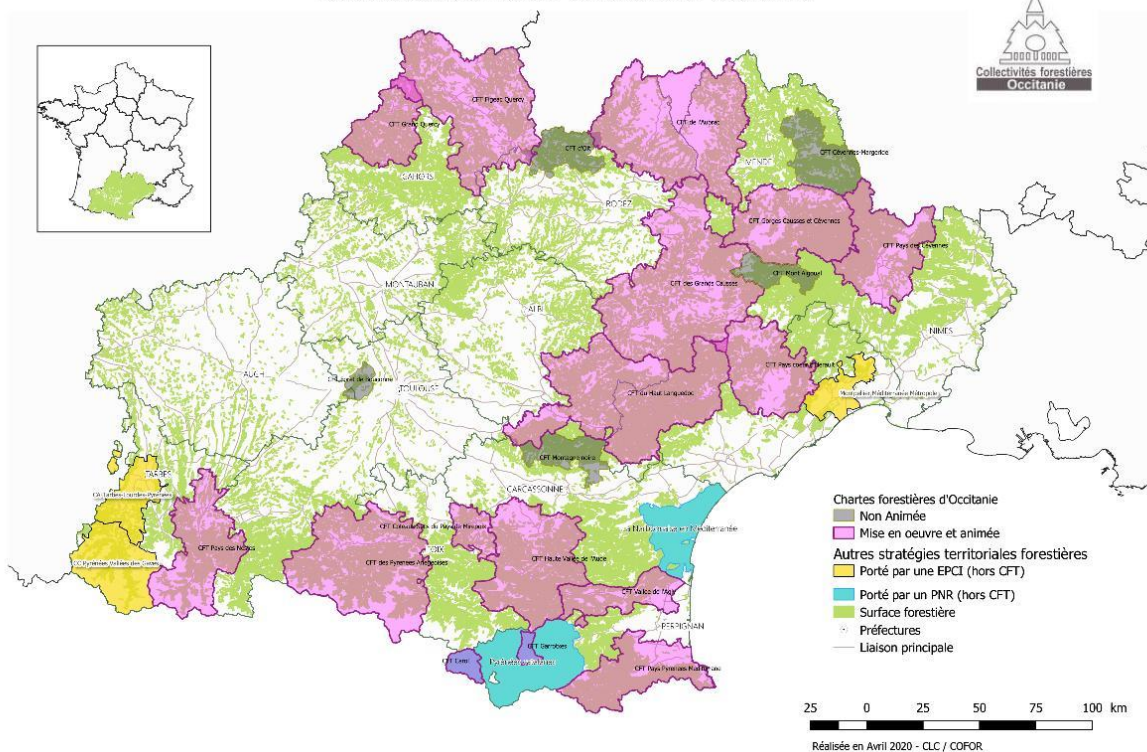 Collectivités forestières
Occitanie
CFT Figeac Quercy
CFT Grand Quercy
CFT de l'Aubrac
CFT d'Olt
MENDE
CFT Cévennes-Margeride
CAHORS
RODEZ
CFT Gorges Causses et Cévennes
CFT Pays des Cévennes
CFT Mont Aigoual
MONTAUBAN
CFT des Grands Causses
ALBI
NIMES
AUCH
TOULOUSE
CFT du Haut Languedoc
Montpellier Méditerranée Métropole
CFT Montagne noire
TARBES
CA Tarbes-Lourdes-Pyrénées
CARCASSONNE
CFT Pays des Nestes
FOIX
CC Pyrénées Vallées des Gaves
CFT des Pyrénées Ariégeoises
CFT Haute Vallée de l'Aude
CFT Vallée de l'Agly
PERPIGNAN
CFT Garrotxes
CFT Carol
CFT Pays Pyrénées Méditerranée
Chartes forestières d'Occitanie
Non Animée
Mise en oeuvre et animée
Autres stratégies territoriales forestières
Porté par une EPCI (hors CFT)
Porté par un PNR (hors CFT)
Surface forestière
Préfectures
Liaison principale
25 0 25 50 75 100 km
Réalisée en Avril 2020 - CLC / COFOR